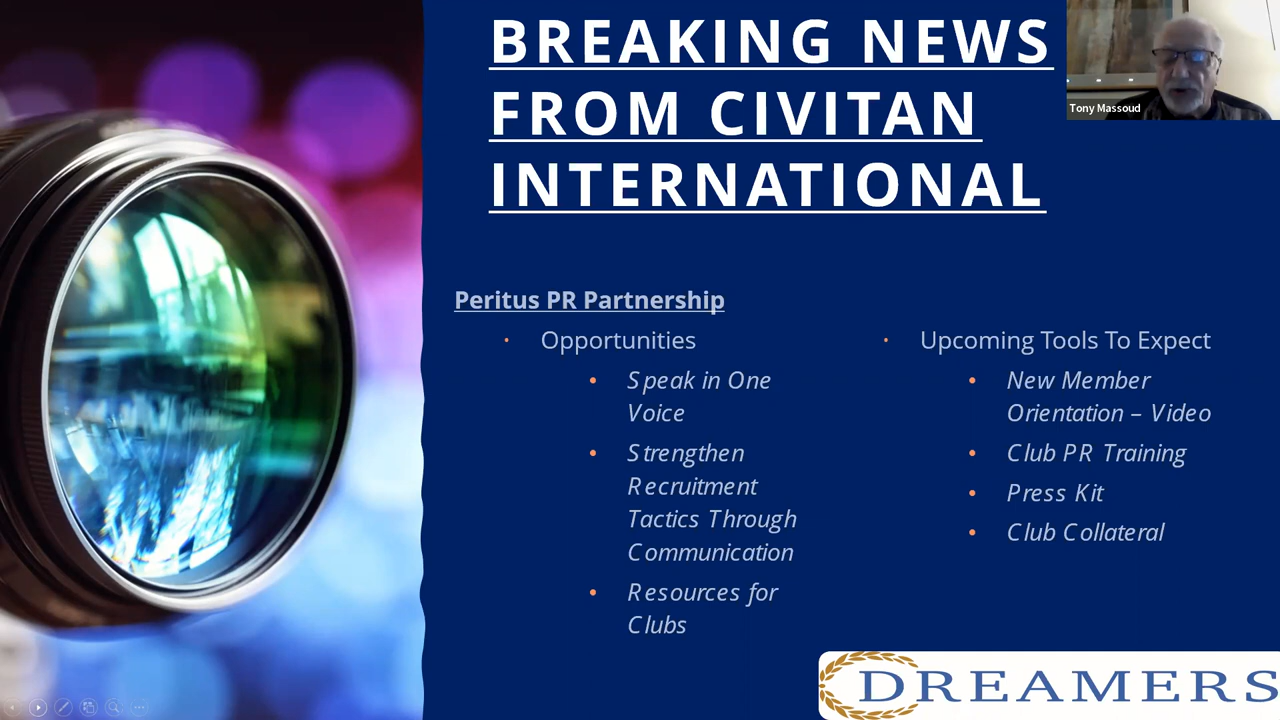 BREAKING NEWS
FROM CIVITAN
INTERNATIONAL
Tony Massoud
Peritus PR Partnership
• Opportunities
• Speak in One
Voice
• Strengthen
Recruitment
Tactics Through
Communication
• Resources for
Clubs
• Upcoming Tools To Expect
• New Member
Orientation – Video
• Club PR Training
• Press Kit
• Club Collateral
DREAMERS